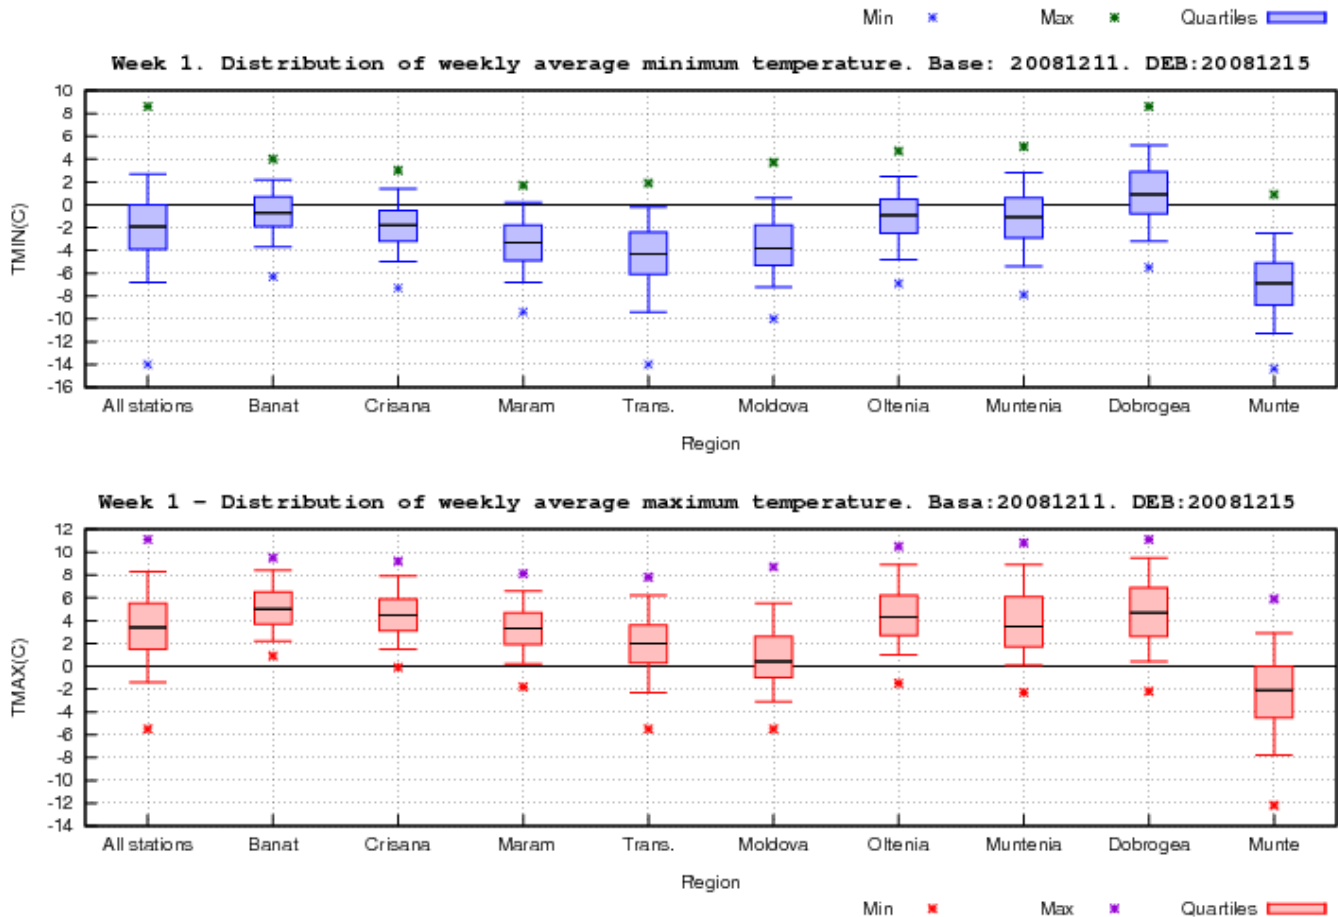 Min Max Quartiles
Week 1. Distribution of weekly average minimum temperature. Base: 20081211. DEB:20081215
10
8
6
4
2
0
-2
-4
-6
-8
-10
-12
-14
-16
TMIN(C)
All stations Banat Crisana Maram Trans. Moldova Oltenia Muntenia Dobrogea Munte
Region
Week 1 - Distribution of weekly average maximum temperature. Basa:20081211. DEB:20081215
12
10
8
6
4
2
0
-2
-4
-6
-8
-10
-12
-14
TMAX(C)
All stations Banat Crisana Maram Trans. Moldova Oltenia Muntenia Dobrogea Munte
Region
Min Max Quartiles